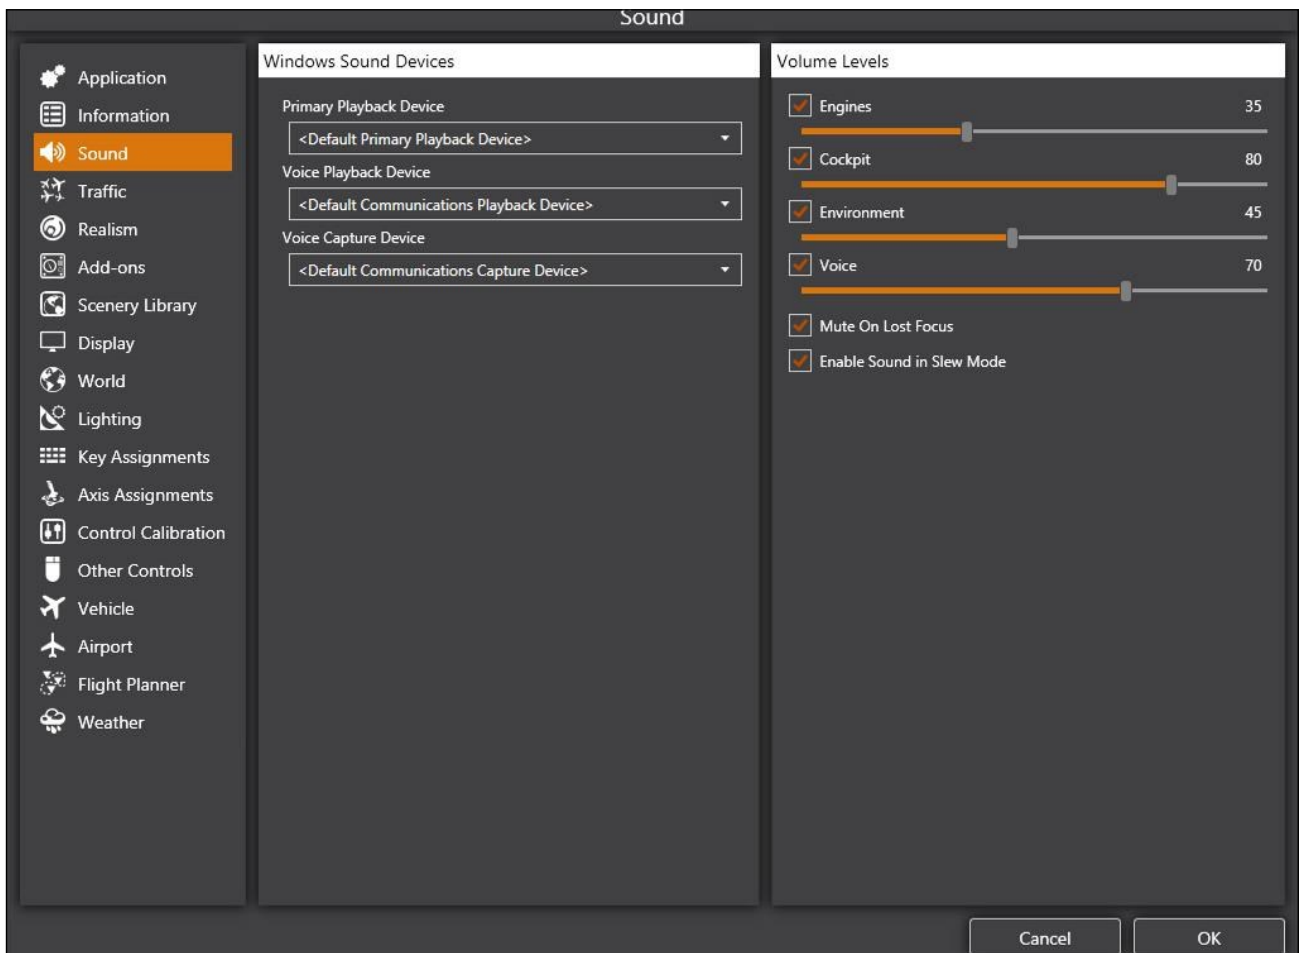 Sound
Application
Information
Sound
Traffic
Realism
Add-ons
Scenery Library
Display
World
Lighting
Key Assignments
Axis Assignments
Control Calibration
Other Controls
Vehicle
Airport
Flight Planner
Weather
Windows Sound Devices
Primary Playback Device
<Default Primary Playback Device>
Voice Playback Device
<Default Communications Playback Device>
Voice Capture Device
<Default Communications Capture Device>
Volume Levels
Engines 35
Cockpit 80
Environment 45
Voice 70
Mute On Lost Focus
Enable Sound in Slew Mode
Cancel OK